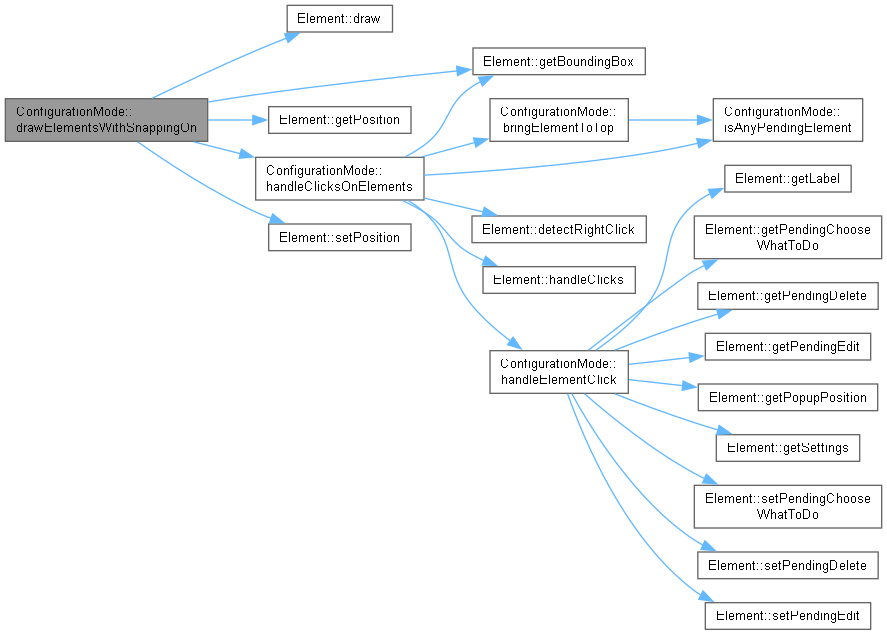 Element::draw
Element::getBoundingBox
ConfigurationMode::
drawElementsWithSnappingOn
Element::getPosition
ConfigurationMode::
bringElementToTop
ConfigurationMode::
isAnyPendingElement
ConfigurationMode::
handleClicksOnElements
Element::getLabel
Element::setPosition
Element::detectRightClick
Element::getPendingChoose
WhatToDo
Element::handleClicks
Element::getPendingDelete
Element::getPendingEdit
ConfigurationMode::
handleElementClick
Element::getPopupPosition
Element::getSettings
Element::setPendingChoose
WhatToDo
Element::setPendingDelete
Element::setPendingEdit